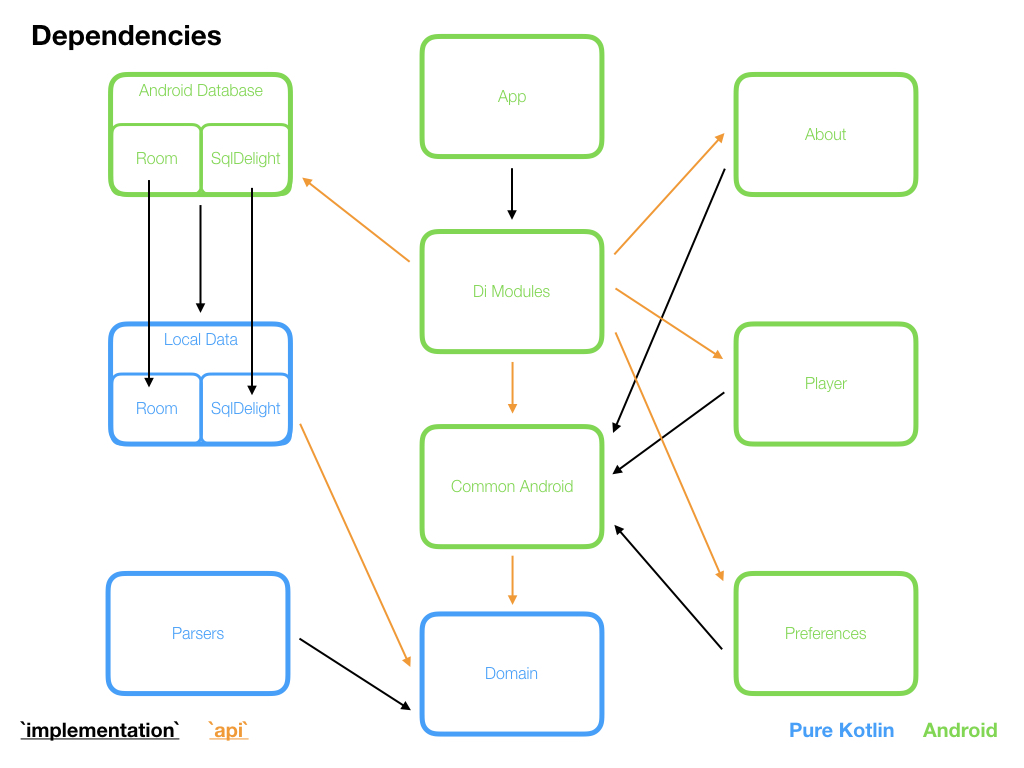 Dependencies
App
Android Database
Room
SqlDelight
About
Di Modules
Local Data
Room
SqlDelight
Player
Common Android
Parsers
Domain
Preferences
`implementation`
`api`
Pure Kotlin
Android